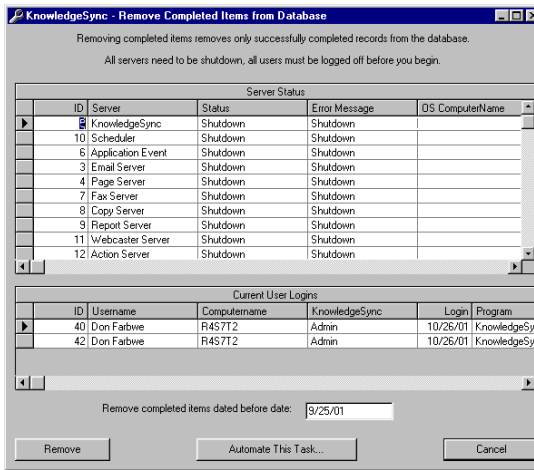 KnowledgeSync - Remove Completed Items from Database
Removing completed items removes only successfully completed records from the database.
All servers need to be shutdown, all users must be logged off before you begin.
Server Status
ID Server Status Error Message OS ComputerName
KnowledgeSync Shutdown Shutdown
10 Scheduler Shutdown Shutdown
6 Application Event Shutdown Shutdown
3 Email Server Shutdown Shutdown
4 Page Server Shutdown Shutdown
7 Fax Server Shutdown Shutdown
8 Copy Server Shutdown Shutdown
9 Report Server Shutdown Shutdown
11 Webcaster Server Shutdown Shutdown
12 Action Server Shutdown Shutdown
Current User Logins
ID Username Computername KnowledgeSync Login Program
40 Don Farbwe R4S7T2 Admin 10/26/01 KnowledgeSy
42 Don Farbwe R4S7T2 Admin 10/26/01 KnowledgeSy
Remove completed items dated before date: 9/25/01
Remove Automate This Task... Cancel